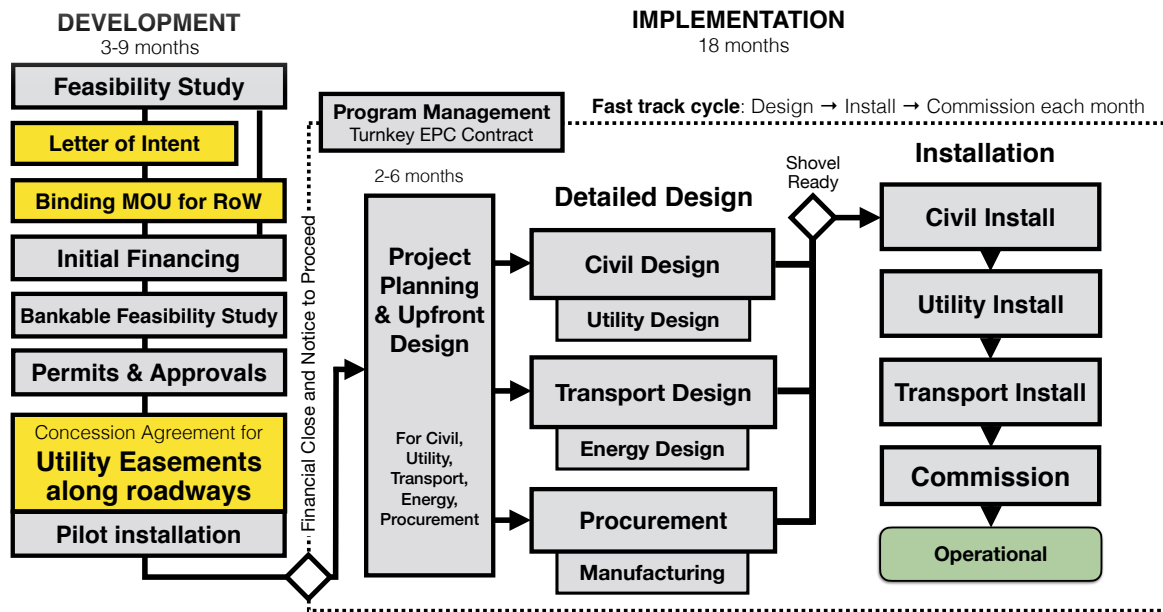 DEVELOPMENT
3-9 months
Feasibility Study
Letter of Intent
Binding MOU for RoW
Initial Financing
Bankable Feasibility Study
Permits & Approvals
Concession Agreement for
Utility Easements
along roadways
Pilot installation
Financial Close and Notice to Proceed
IMPLEMENTATION
18 months
Program Management
Turnkey EPC Contract
Fast track cycle: Design → Install → Commission each month
2-6 months
Project
Planning
& Upfront
Design
For Civil,
Utility,
Transport,
Energy,
Procurement
Detailed Design
Civil Design
Utility Design
Transport Design
Energy Design
Procurement
Manufacturing
Shovel
Ready
Installation
Civil Install
Utility Install
Transport Install
Commission
Operational